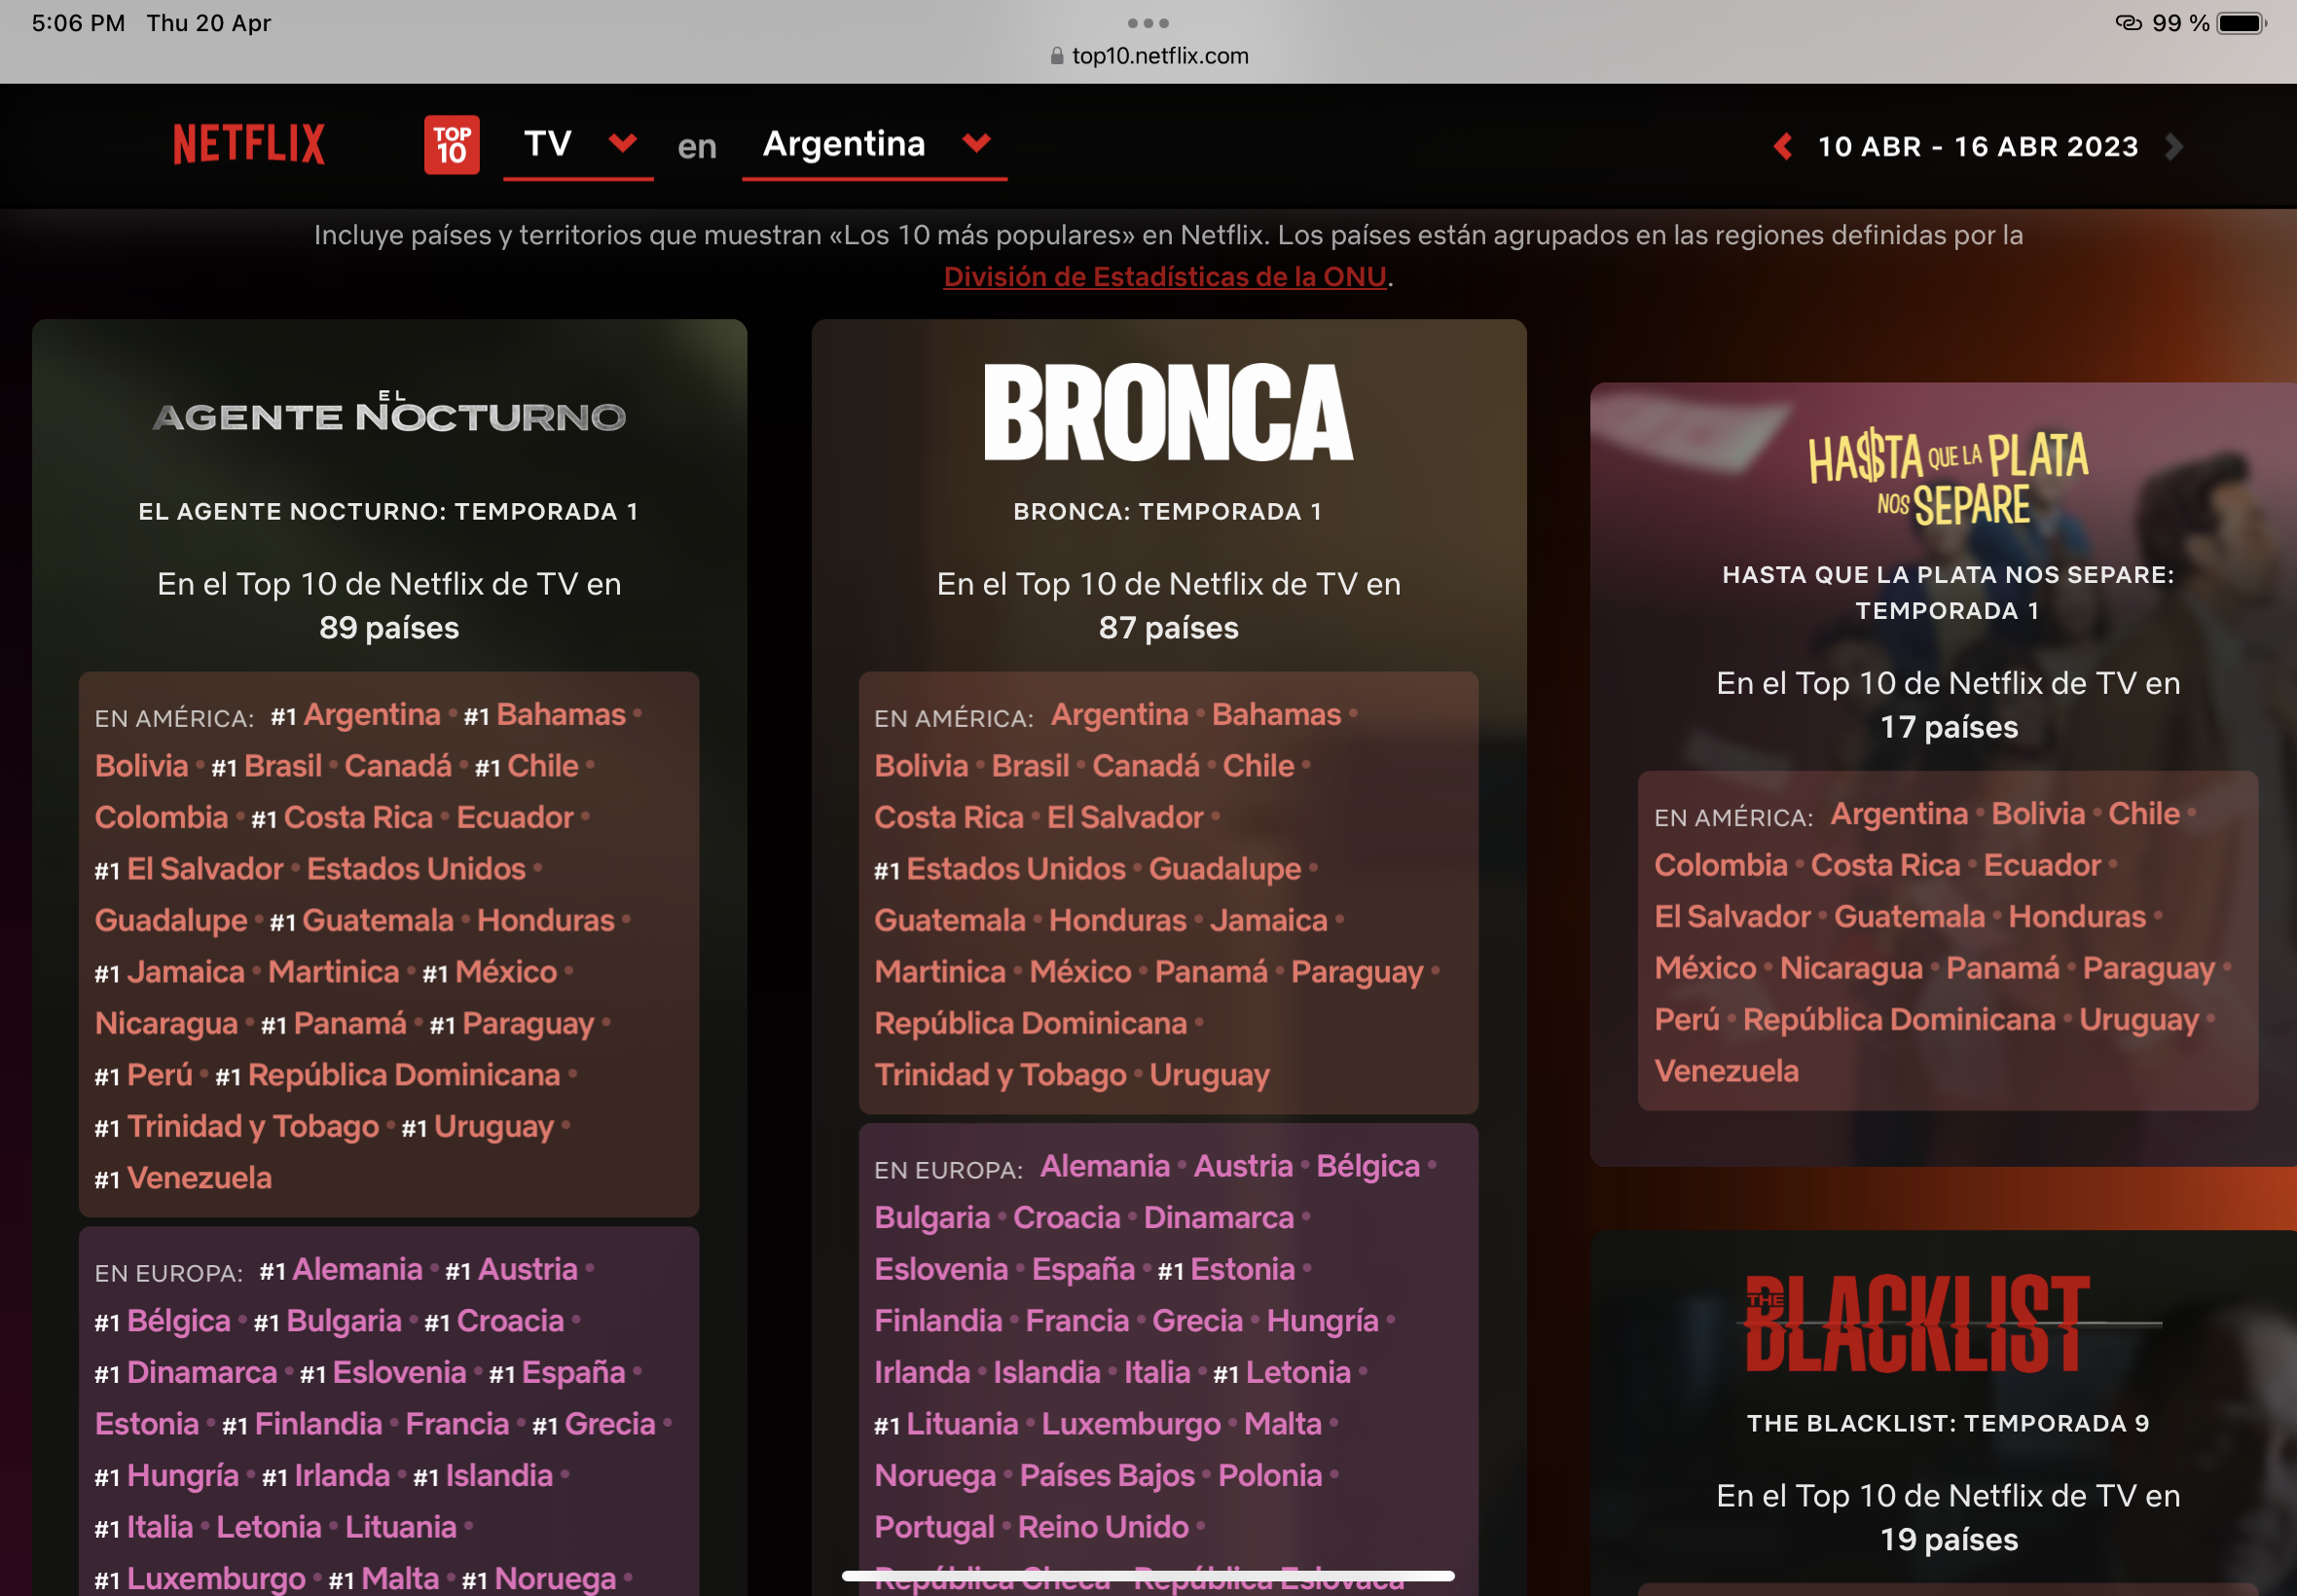 5:06 PM Thu 20 Apr
99 %
top10.netflix.com
NETFLIX
TOP
10
TV en Argentina
10 ABR - 16 ABR 2023
Incluye países y territorios que muestran «Los 10 más populares» en Netflix. Los países están agrupados en las regiones definidas por la
División de Estadísticas de la ONU.
EL
AGENTE NOCTURNO
EL AGENTE NOCTURNO: TEMPORADA 1
En el Top 10 de Netflix de TV en
89 países
EN AMÉRICA: #1 Argentina • #1 Bahamas •
Bolivia • #1 Brasil • Canadá • #1 Chile •
Colombia • #1 Costa Rica • Ecuador •
#1 El Salvador • Estados Unidos •
Guadalupe • #1 Guatemala • Honduras •
#1 Jamaica • Martinica • #1 México •
Nicaragua • #1 Panamá • #1 Paraguay •
#1 Perú • #1 República Dominicana •
#1 Trinidad y Tobago • #1 Uruguay •
#1 Venezuela
EN EUROPA: #1 Alemania • #1 Austria •
#1 Bélgica • #1 Bulgaria • #1 Croacia •
#1 Dinamarca • #1 Eslovenia • #1 España •
Estonia • #1 Finlandia • Francia • #1 Grecia •
#1 Hungría • #1 Irlanda • #1 Islandia •
#1 Italia • Letonia • Lituania •
#1 Luxemburgo • #1 Malta • #1 Noruega •
BRONCA
BRONCA: TEMPORADA 1
En el Top 10 de Netflix de TV en
87 países
EN AMÉRICA: Argentina • Bahamas •
Bolivia • Brasil • Canadá • Chile •
Costa Rica • El Salvador •
#1 Estados Unidos • Guadalupe •
Guatemala • Honduras • Jamaica •
Martinica • México • Panamá • Paraguay •
República Dominicana •
Trinidad y Tobago • Uruguay
EN EUROPA: Alemania • Austria • Bélgica •
Bulgaria • Croacia • Dinamarca •
Eslovenia • España • #1 Estonia •
Finlandia • Francia • Grecia • Hungría •
Irlanda • Islandia • Italia • #1 Letonia •
#1 Lituania • Luxemburgo • Malta •
Noruega • Países Bajos • Polonia •
Portugal • Reino Unido •
República Checa • República Eslovaca
HA$TA QUE LA PLATA
NOS SEPARE
HASTA QUE LA PLATA NOS SEPARE:
TEMPORADA 1
En el Top 10 de Netflix de TV en
17 países
EN AMÉRICA: Argentina • Bolivia • Chile •
Colombia • Costa Rica • Ecuador •
El Salvador • Guatemala • Honduras •
México • Nicaragua • Panamá • Paraguay •
Perú • República Dominicana • Uruguay •
Venezuela
THE BLACKLIST
THE BLACKLIST: TEMPORADA 9
En el Top 10 de Netflix de TV en
19 países